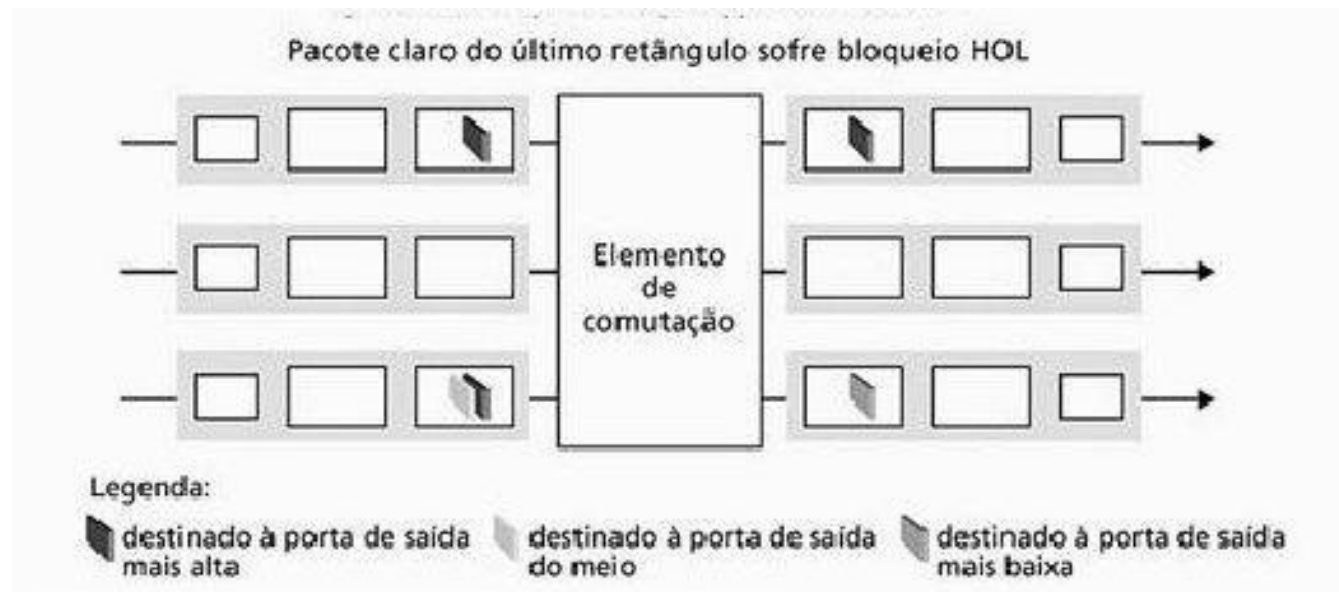 Pacote claro do último retângulo sofre bloqueio HOL
Elemento
de
comutação
Legenda:
destinado à porta de saída
mais alta
destinado à porta de saída
do meio
destinado à porta de saída
mais baixa